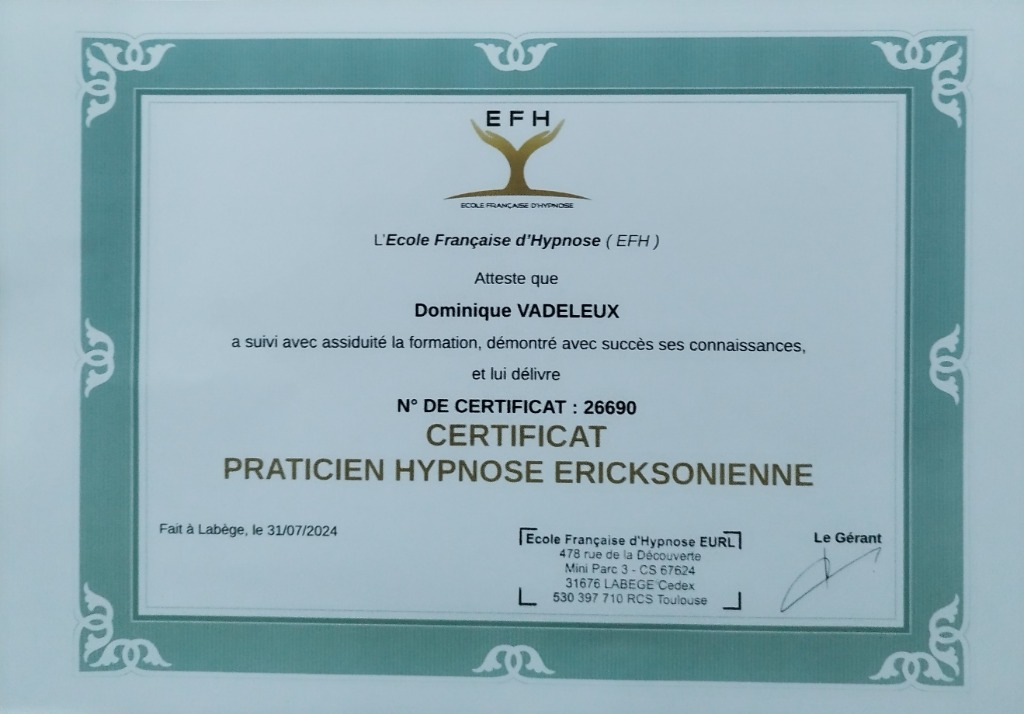 EFH
ECOLE FRANÇAISE D'HYPNOSE
L'Ecole Française d'Hypnose ( EFH )
Atteste que
Dominique VADELEUX
a suivi avec assiduité la formation, démontré avec succès ses connaissances,
et lui délivre
N° DE CERTIFICAT : 26690
CERTIFICAT
PRATICIEN HYPNOSE ERICKSONIENNE
Fait à Labège, le 31/07/2024
Ecole Française d'Hypnose EURL
478 rue de la Découverte
Mini Parc 3 - CS 67624
31676 LABEGE Cedex
530 397 710 RCS Toulouse
Le Gérant